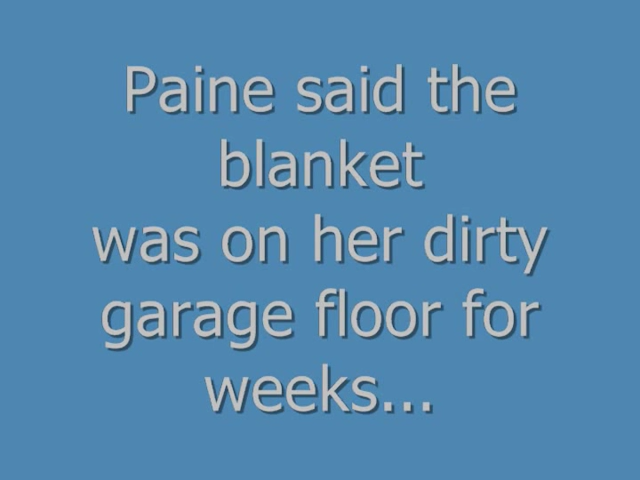 Paine said the
blanket
was on her dirty
garage floor for
weeks...